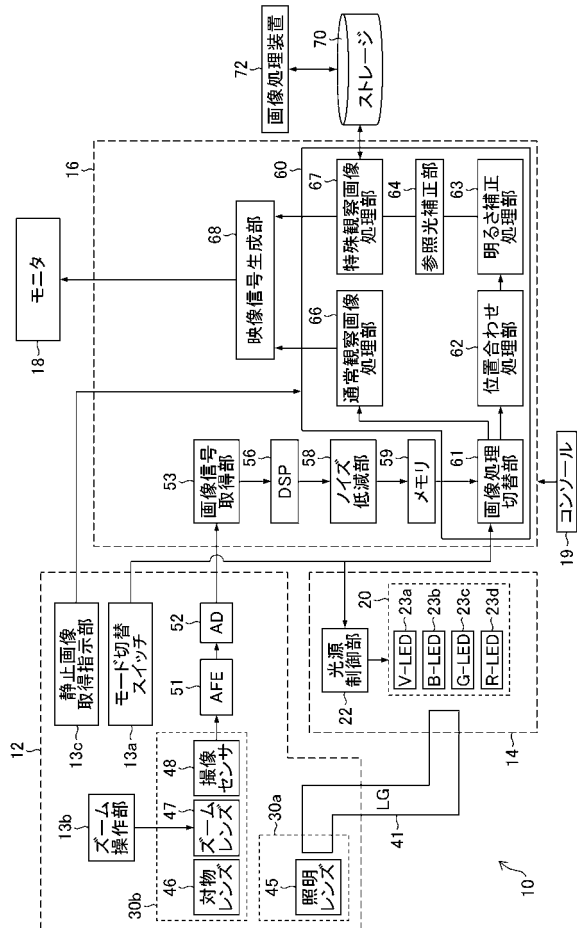 モニタ
18
16
72
画像処理装置
70
ストレージ
映像信号生成部
68
60
通常観察画像
処理部
66
特殊観察画像
処理部
67
参照光補正部
64
明るさ補正
処理部
63
位置合わせ
処理部
62
画像処理
切替部
61
53
画像信号
取得部
56
DSP
58
ノイズ
低減部
59
メモリ
19
コンソール
12
静止画像
取得指示部
13c
モード切替
スイッチ
13a
ズーム
操作部
13b
52
AD
51
AFE
48
撮像センサ
47
ズームレンズ
46
対物レンズ
30b
30a
45
照明レンズ
LG
41
光源
制御部
22
20
V-LED
23a
B-LED
23b
G-LED
23c
R-LED
23d
14
10